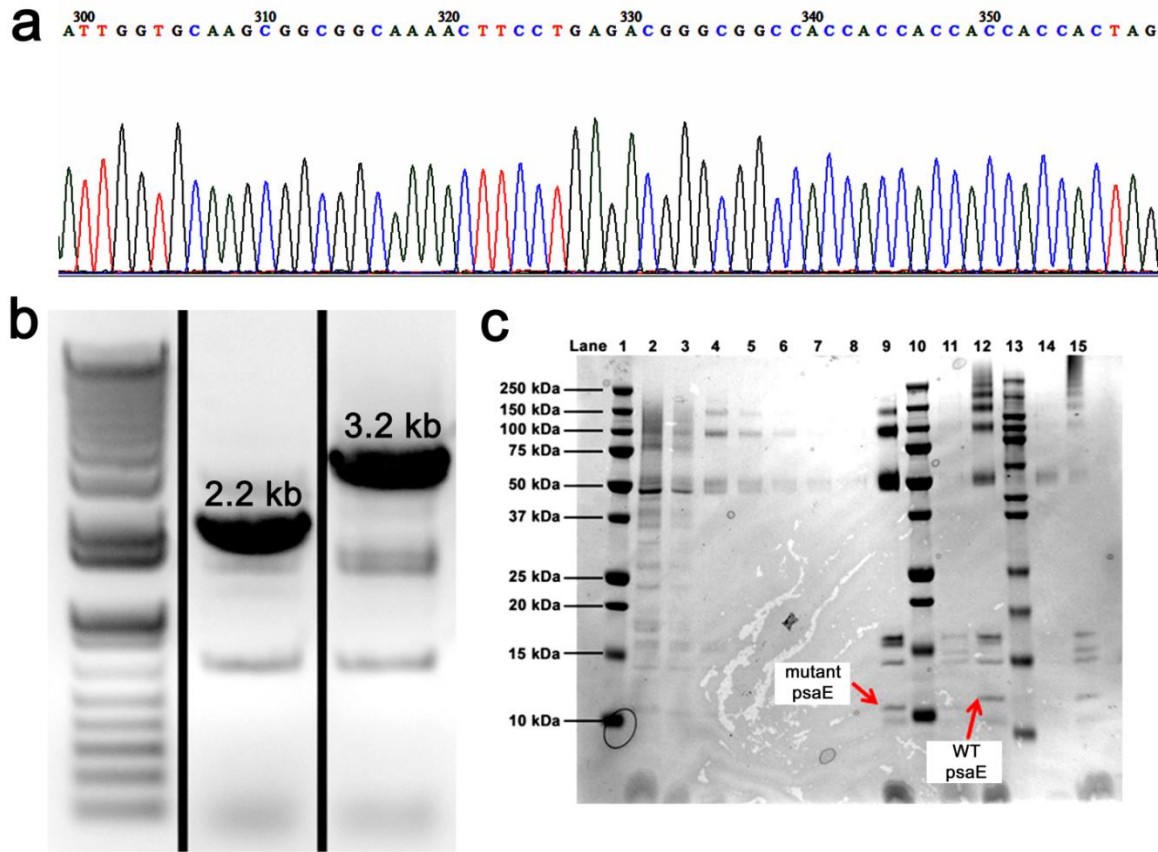 a
300 310 320 330 340 350
ATTGGTGCAAGCGGCGGCAAAACTTCCTGAGACGGGCGGCCACCACCACCACCACCACTAG
b
2.2 kb
3.2 kb
c
Lane 1 2 3 4 5 6 7 8 9 10 11 12 13 14 15
250 kDa
150 kDa
100 kDa
75 kDa
50 kDa
37 kDa
25 kDa
20 kDa
15 kDa
10 kDa
mutant
psaE
WT
psaE